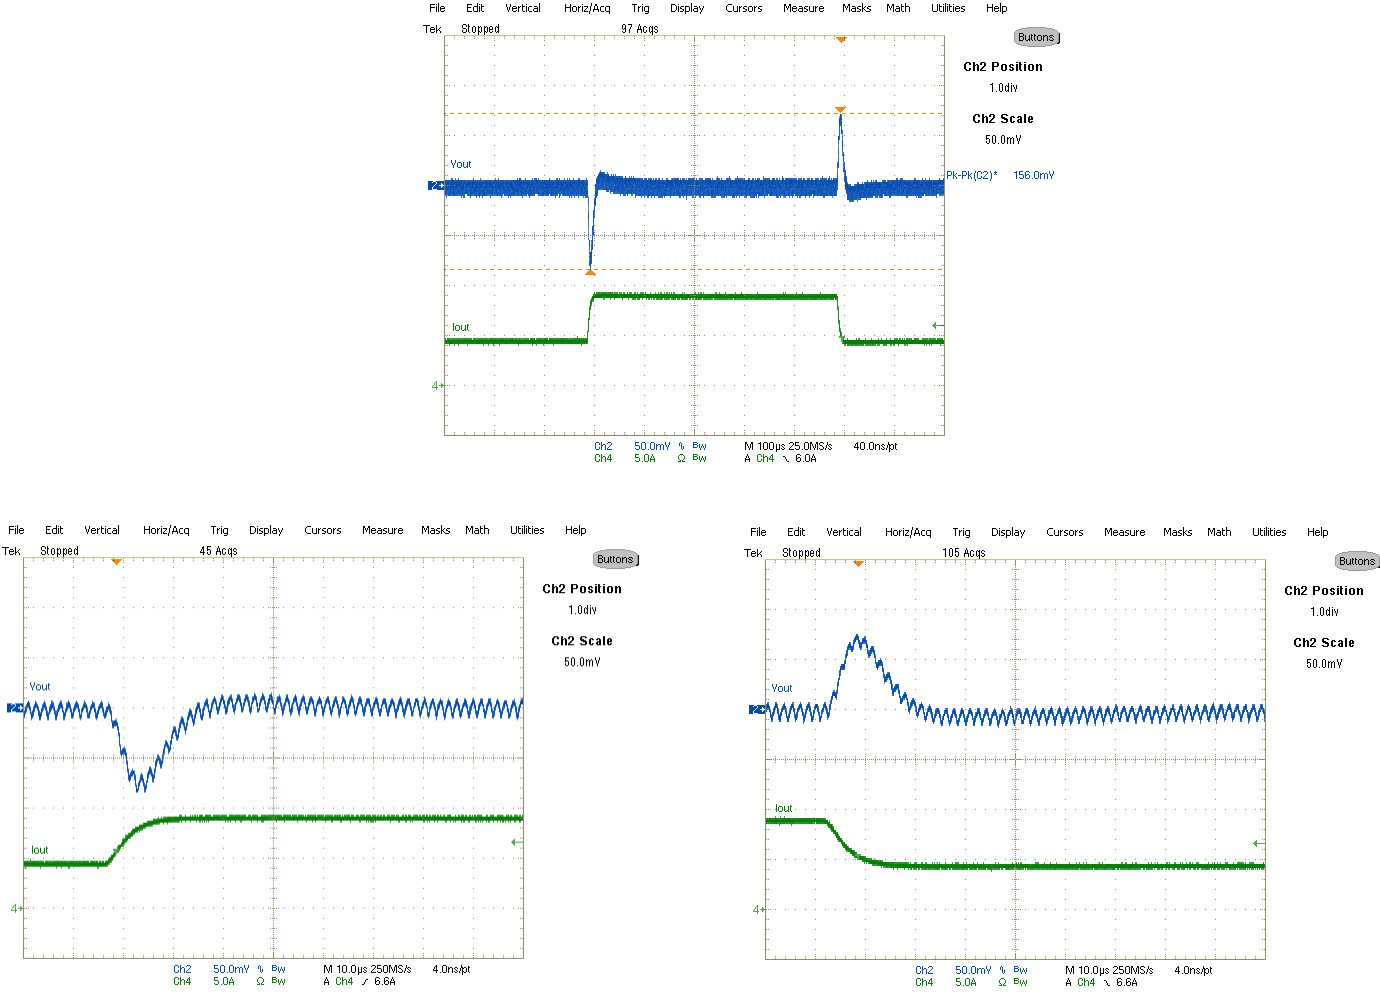 File Edit Vertical Horiz/Acq Trig Display Cursors Measure Masks Math Utilities Help
Tek Stopped 97 Acqs
Buttons
Ch2 Position
1.0div
Ch2 Scale
50.0mV
Vout
2
Pk-Pk(C2)* 156.0mV
Iout
4
Ch2 50.0mV % Bw M 100µs 25.0MS/s 40.0ns/pt
Ch4 5.0A Ω Bw A Ch4 6.0A
File Edit Vertical Horiz/Acq Trig Display Cursors Measure Masks Math Utilities Help
Tek Stopped 45 Acqs
Buttons
Ch2 Position
1.0div
Ch2 Scale
50.0mV
Vout
2
Iout
4
Ch2 50.0mV % Bw M 10.0µs 250MS/s 4.0ns/pt
Ch4 5.0A Ω Bw A Ch4 6.6A
File Edit Vertical Horiz/Acq Trig Display Cursors Measure Masks Math Utilities Help
Tek Stopped 105 Acqs
Buttons
Ch2 Position
1.0div
Ch2 Scale
50.0mV
Vout
2
Iout
4
Ch2 50.0mV % Bw M 10.0µs 250MS/s 4.0ns/pt
Ch4 5.0A Ω Bw A Ch4 6.6A